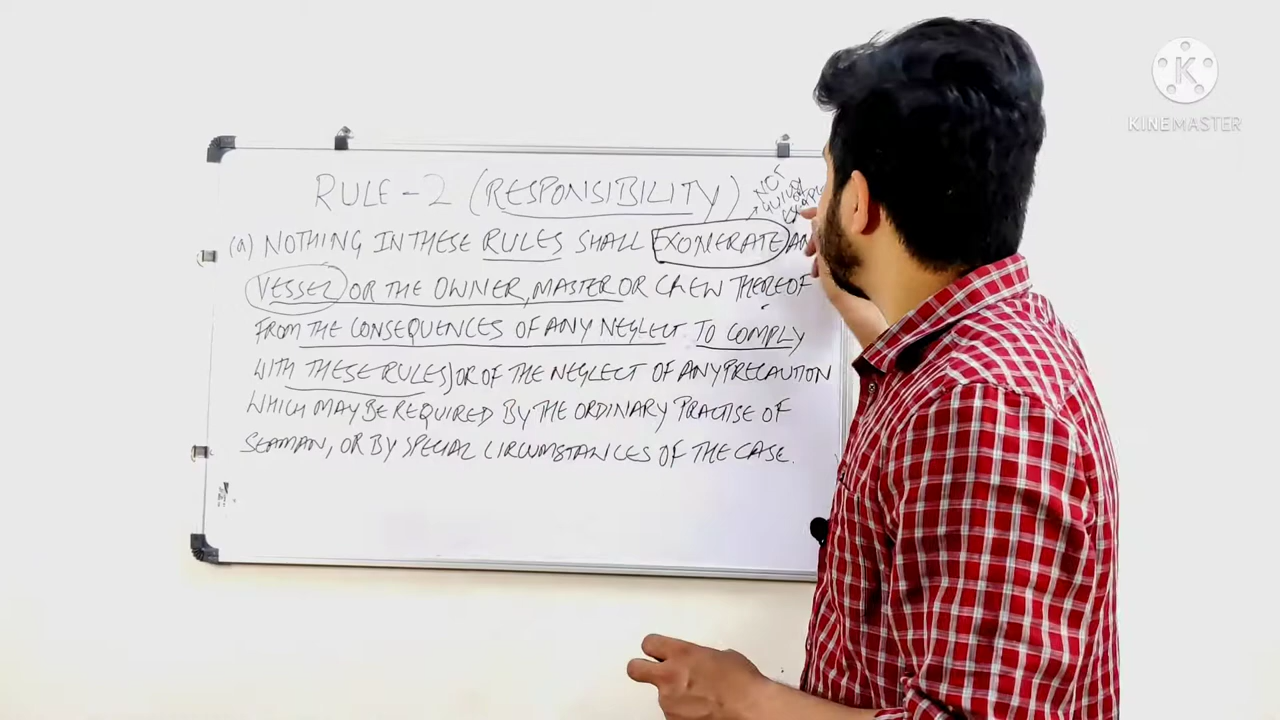 KINEMASTER
RULE-2 (RESPONSIBILITY)
NOT
(a) NOTHING IN THESE RULES SHALL EXONERATE AN
VESSEL OR THE OWNER, MASTER OR CREW THEREOF
FROM THE CONSEQUENCES OF ANY NEGLECT TO COMPLY
WITH THESE RULES) OR OF THE NEGLECT OF ANY PRECAUTION
WHICH MAY BE REQUIRED BY THE ORDINARY PRACTISE OF
SEAMAN, OR BY SPECIAL CIRCUMSTANCES OF THE CASE.